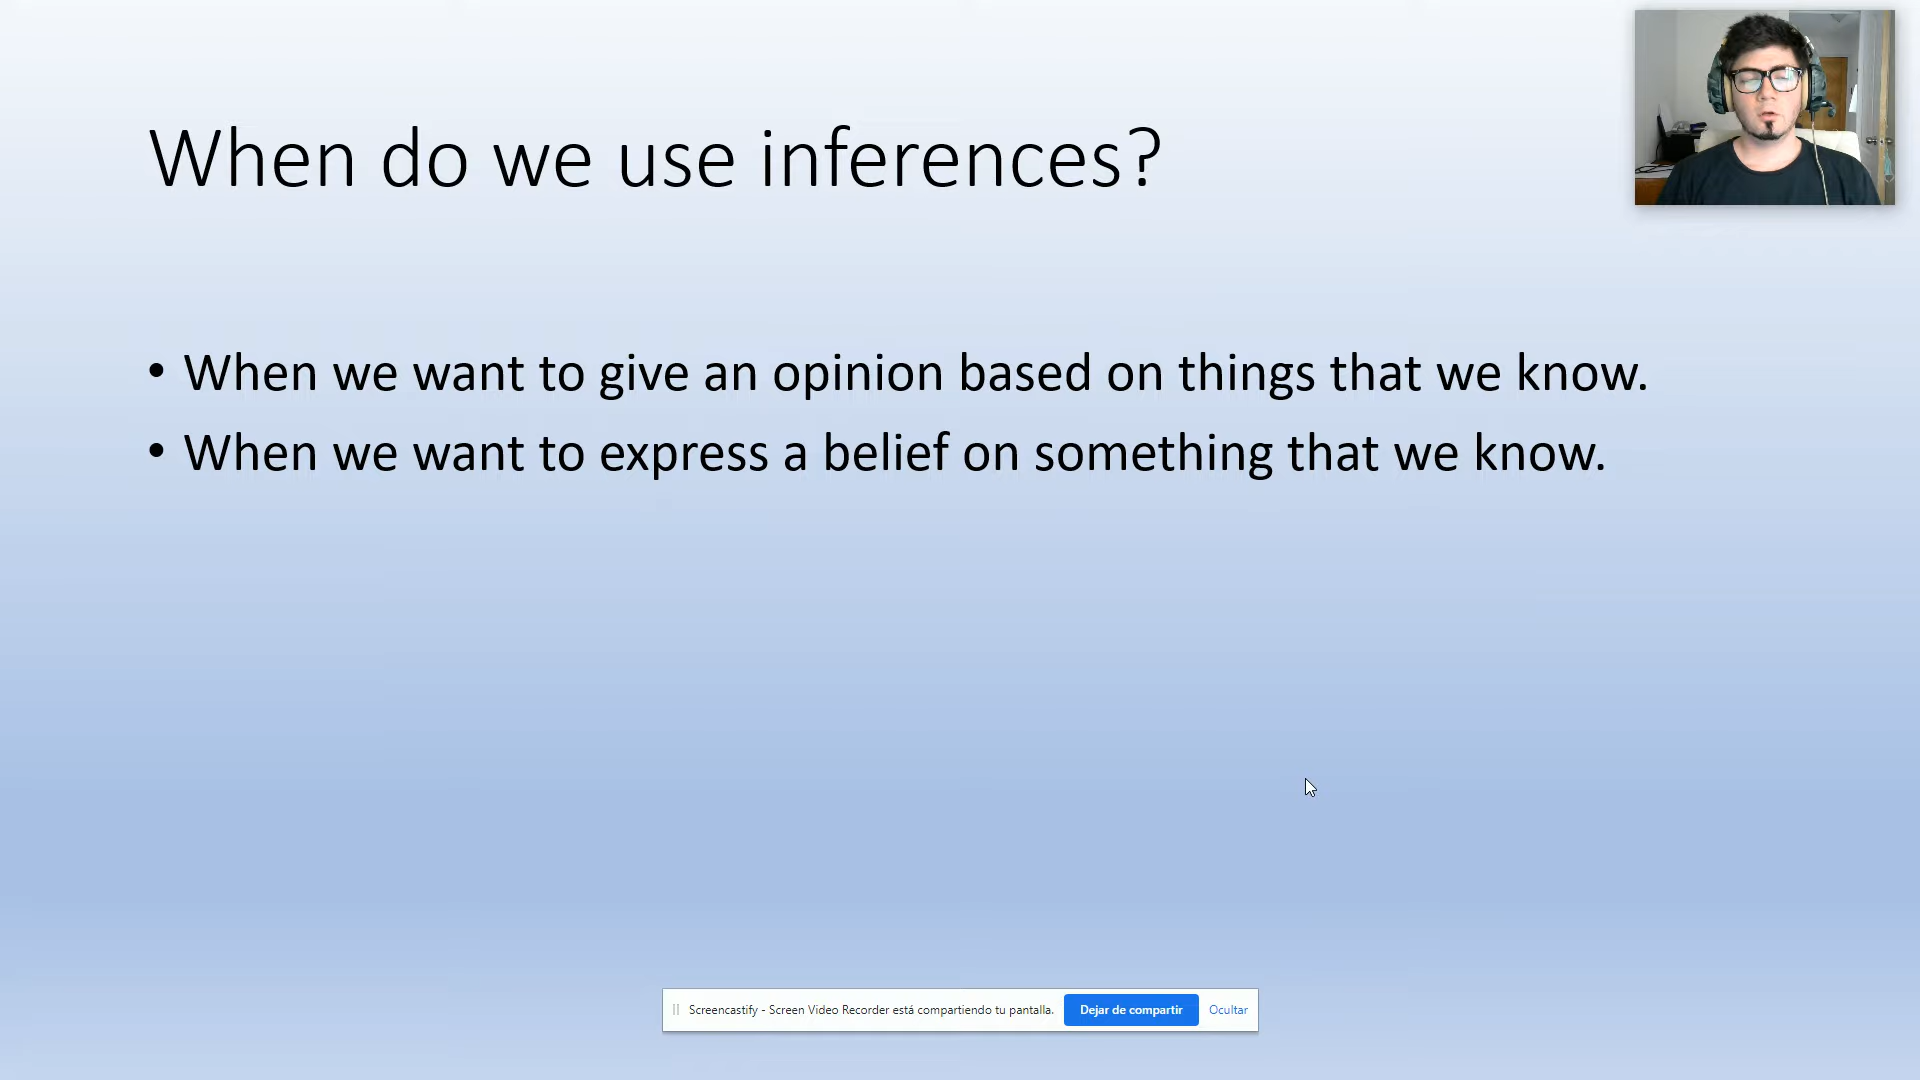 When do we use inferences?
• When we want to give an opinion based on things that we know.
• When we want to express a belief on something that we know.
Screencastify - Screen Video Recorder está compartiendo tu pantalla. Dejar de compartir Ocultar